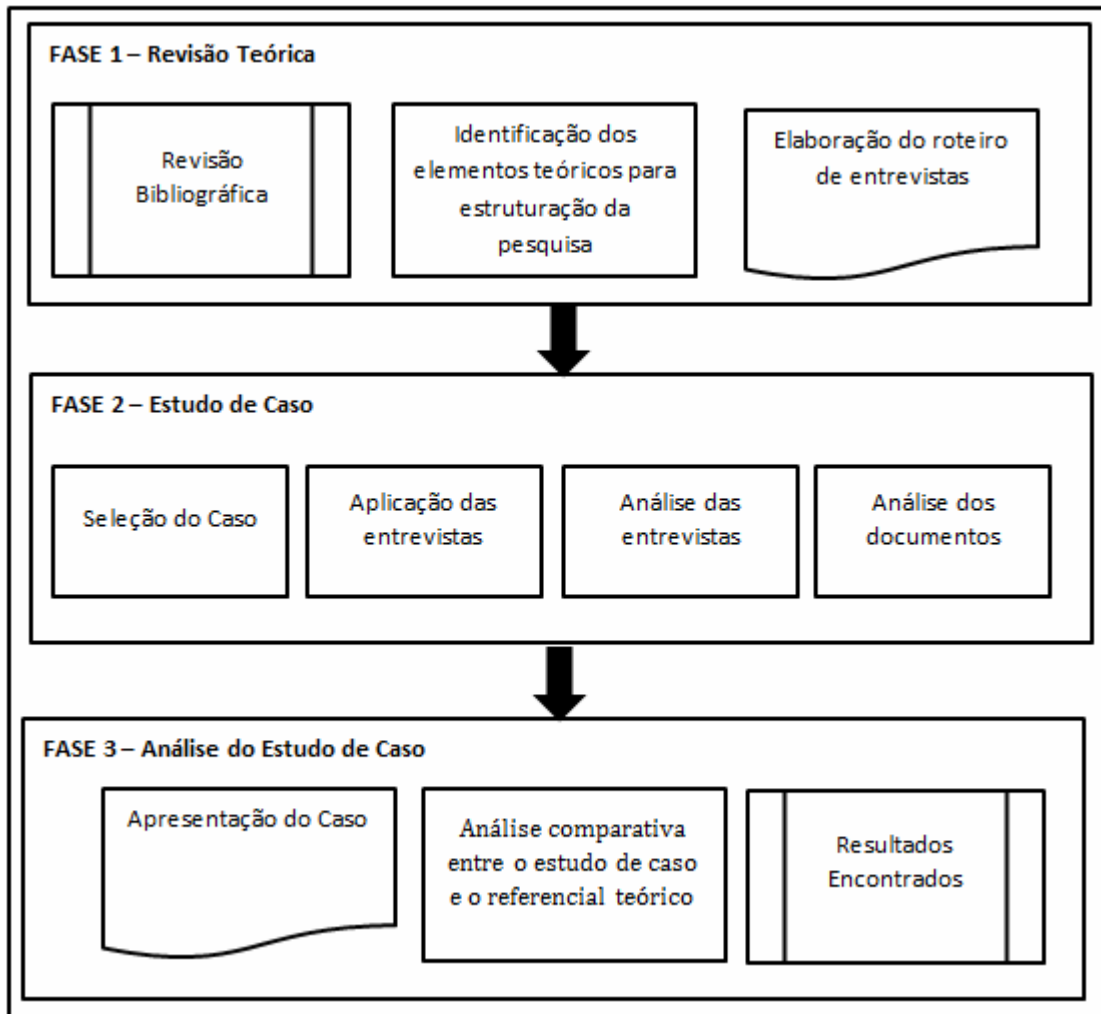 FASE 1 – Revisão Teórica
Revisão
Bibliográfica
Identificação dos
elementos teóricos para
estruturação da
pesquisa
Elaboração do roteiro
de entrevistas
FASE 2 – Estudo de Caso
Seleção do Caso
Aplicação das
entrevistas
Análise das
entrevistas
Análise dos
documentos
FASE 3 – Análise do Estudo de Caso
Apresentação do Caso
Análise comparativa
entre o estudo de caso
e o referencial teórico
Resultados
Encontrados